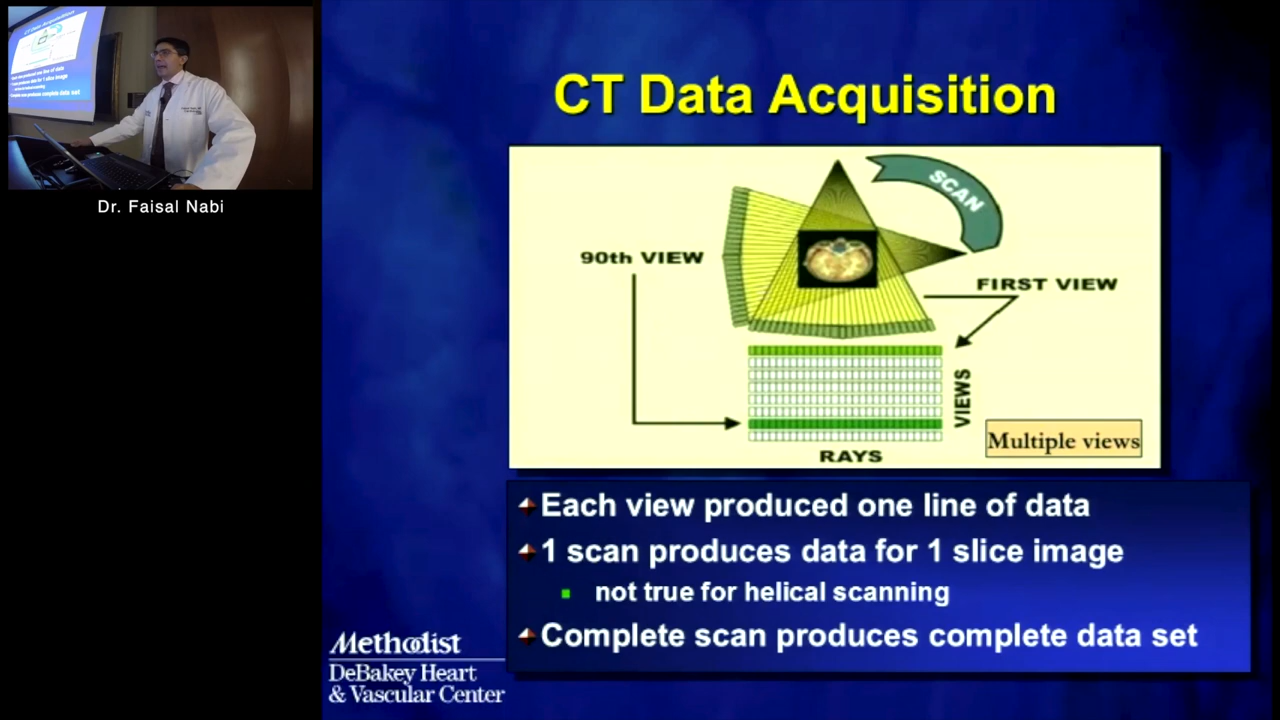 CT Data Acquisition
Dr. Faisal Nabi
SCAN
90th VIEW
FIRST VIEW
VIEWS
Multiple views
RAYS
Each view produced one line of data
1 scan produces data for 1 slice image
not true for helical scanning
Complete scan produces complete data set
Methodist
DeBakey Heart
& Vascular Center